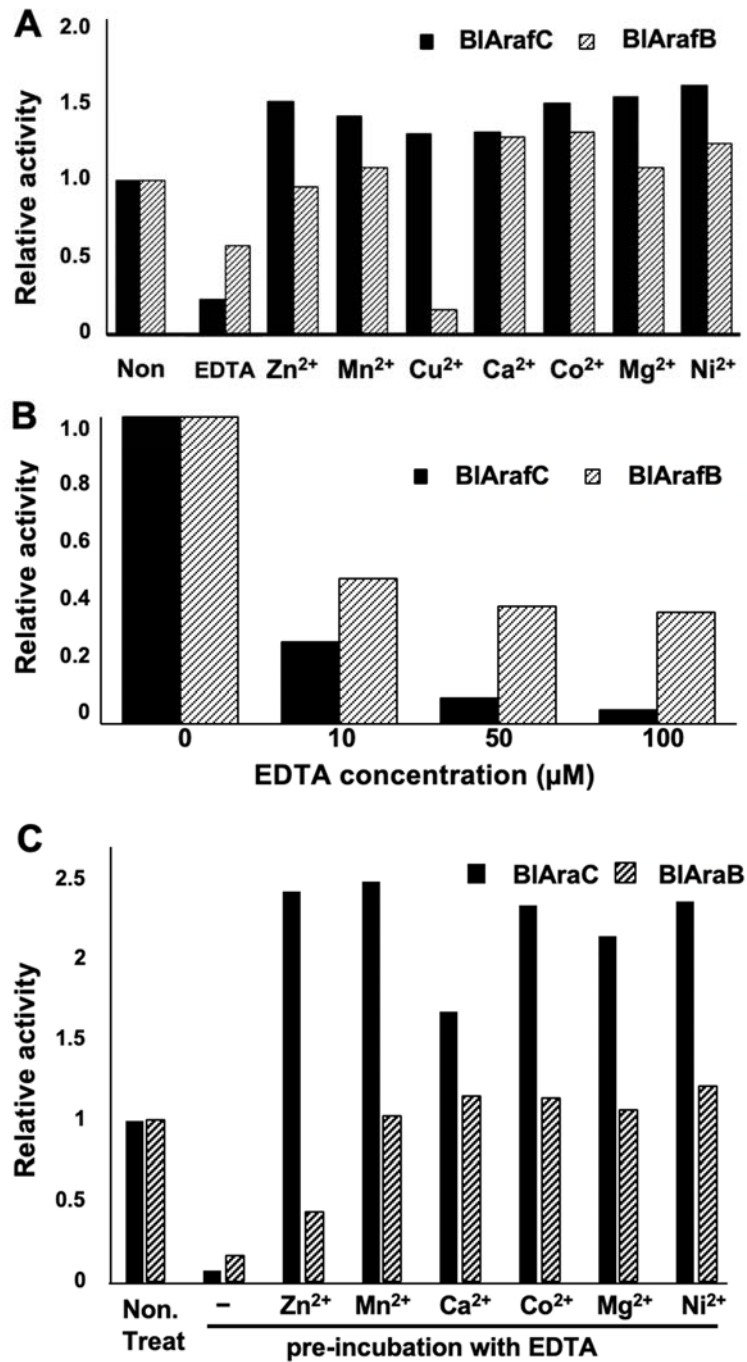 A
2.0
BlArafC BlArafB
1.5
1.0
0.5
0
Relative activity
Non EDTA Zn²⁺ Mn²⁺ Cu²⁺ Ca²⁺ Co²⁺ Mg²⁺ Ni²⁺
B
1.0
BlArafC BlArafB
0.8
0.6
0.4
0.2
0
Relative activity
0 10 50 100
EDTA concentration (μM)
C
BlAraC BlAraB
2.5
2
1.5
1
0.5
0
Relative activity
Non. – Zn²⁺ Mn²⁺ Ca²⁺ Co²⁺ Mg²⁺ Ni²⁺
Treat
pre-incubation with EDTA